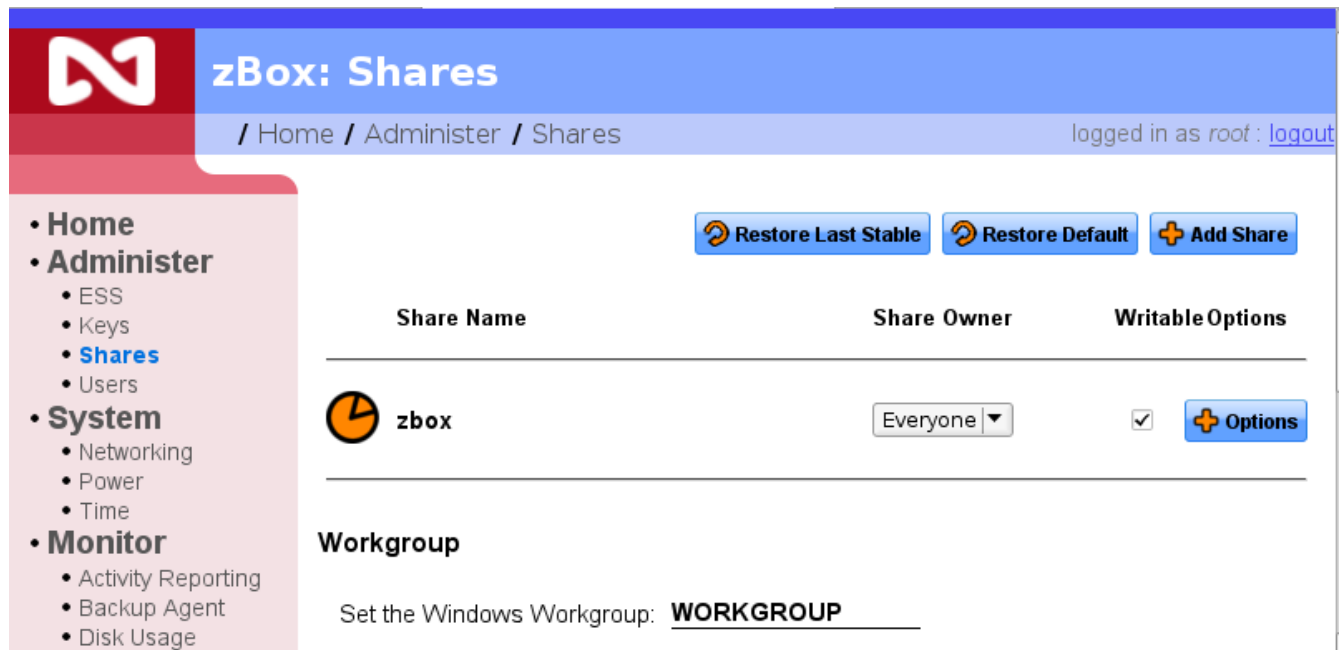 zBox: Shares
/ Home / Administer / Shares
logged in as root : logout
• Home
• Administer
• ESS
• Keys
• Shares
• Users
• System
• Networking
• Power
• Time
• Monitor
• Activity Reporting
• Backup Agent
• Disk Usage
Restore Last Stable
Restore Default
Add Share
Share Name Share Owner Writable Options
zbox Everyone Options
Workgroup
Set the Windows Workgroup: WORKGROUP